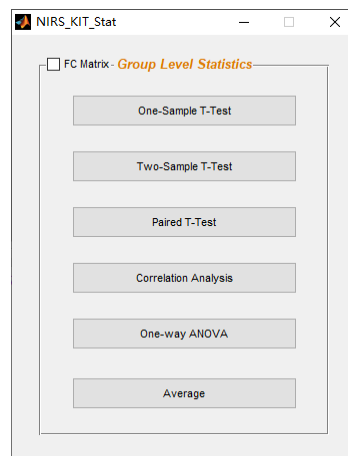 NIRS_KIT_Stat
FC Matrix - Group Level Statistics
One-Sample T-Test
Two-Sample T-Test
Paired T-Test
Correlation Analysis
One-way ANOVA
Average